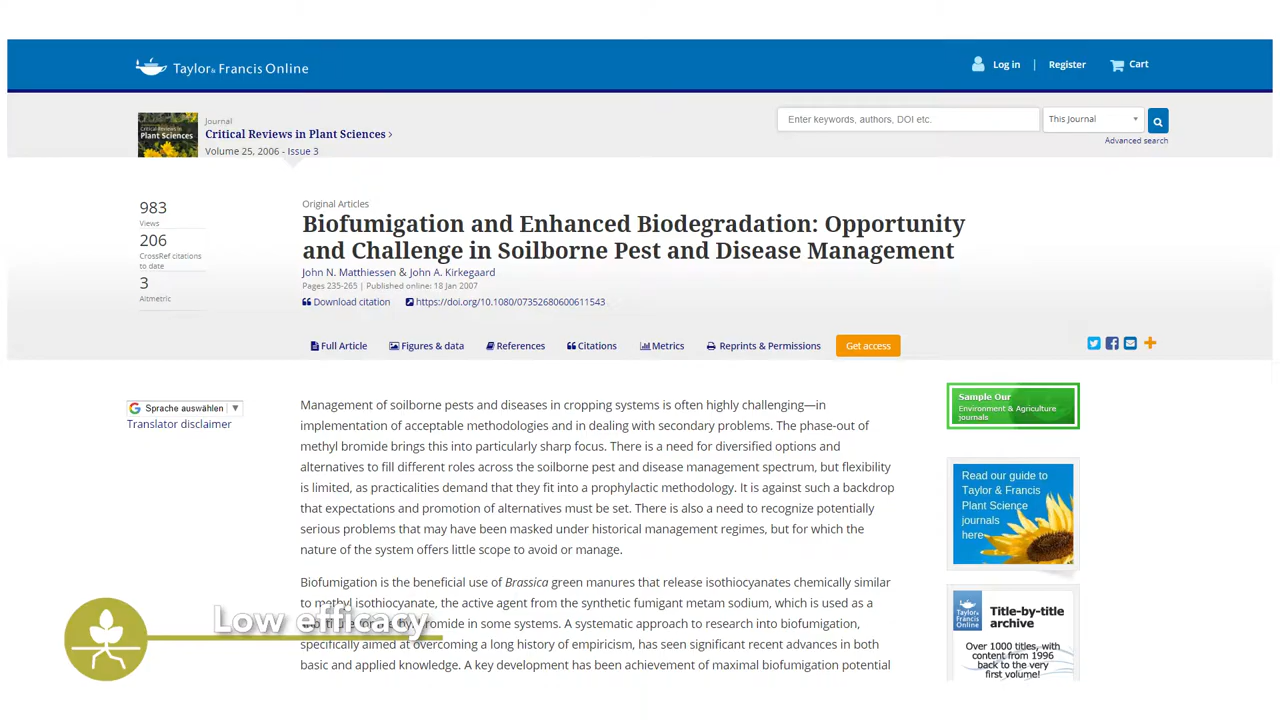 Taylor & Francis Online
Log in | Register Cart
Journal
Critical Reviews in Plant Sciences ›
Volume 25, 2006 - Issue 3
Enter keywords, authors, DOI etc.
This Journal
Advanced search
983
Views
206
CrossRef citations
to date
3
Altmetric
Original Articles
Biofumigation and Enhanced Biodegradation: Opportunity
and Challenge in Soilborne Pest and Disease Management
John N. Matthiessen & John A. Kirkegaard
Pages 235-265 | Published online: 18 Jan 2007
Download citation https://doi.org/10.1080/07352680600611543
Full Article Figures & data References Citations Metrics Reprints & Permissions Get access
Sprache auswählen
Translator disclaimer
Management of soilborne pests and diseases in cropping systems is often highly challenging—in
implementation of acceptable methodologies and in dealing with secondary problems. The phase-out of
methyl bromide brings this into particularly sharp focus. There is a need for diversified options and
alternatives to fill different roles across the soilborne pest and disease management spectrum, but flexibility
is limited, as practicalities demand that they fit into a prophylactic methodology. It is against such a backdrop
that expectations and promotion of alternatives must be set. There is also a need to recognize potentially
serious problems that may have been masked under historical management regimes, but for which the
nature of the system offers little scope to avoid or manage.
Biofumigation is the beneficial use of Brassica green manures that release isothiocyanates chemically similar
to methyl isothiocyanate, the active agent from the synthetic fumigant metam sodium, which is used as a
bromide in some systems. A systematic approach to research into biofumigation,
specifically aimed at overcoming a long history of empiricism, has seen significant recent advances in both
basic and applied knowledge. A key development has been achievement of maximal biofumigation potential
Low efficacy
Sample Our
Environment & Agriculture
journals
Read our guide to
Taylor & Francis
Plant Science
journals
here
Taylor & Francis Online
Title-by-title
archive
Over 1000 titles, with
content from 1996
back to the very
first volume!
Critical Reviews in
Plant Sciences